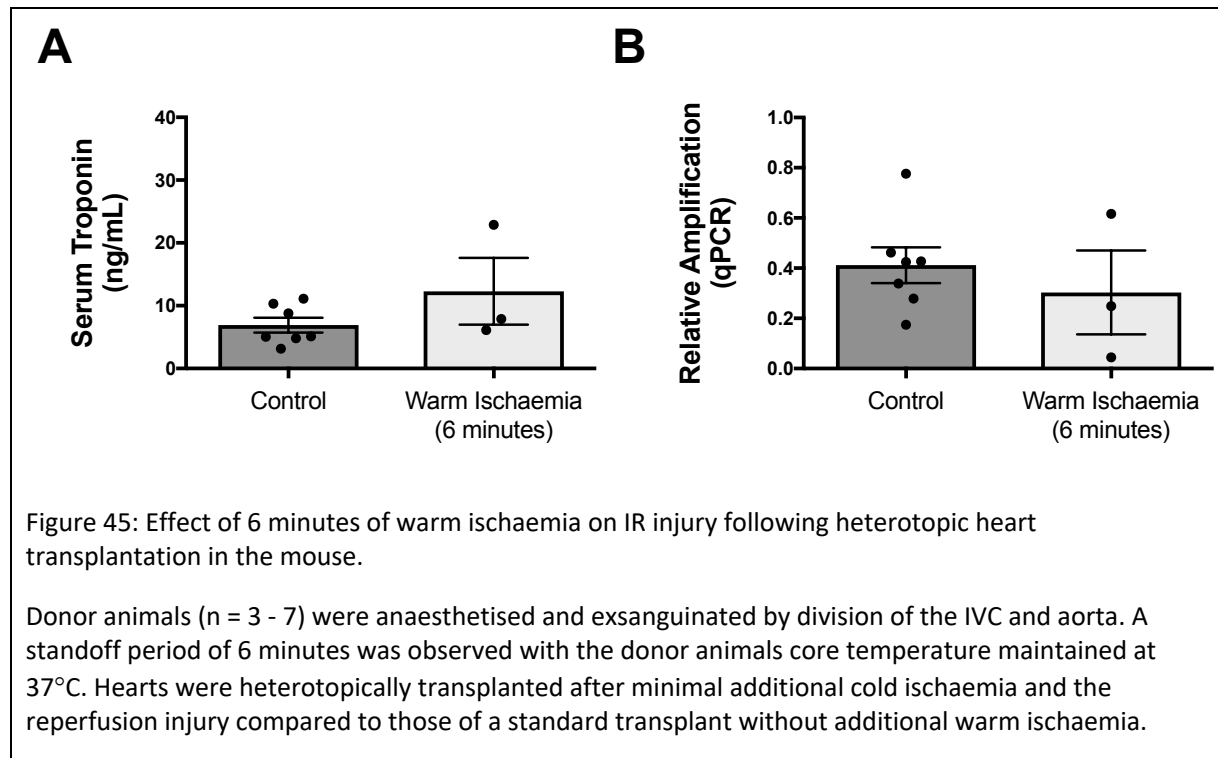 A
B
Serum Troponin
(ng/mL)
40
30
20
10
0
Control
Warm Ischaemia
(6 minutes)
Relative Amplification
(qPCR)
1.0
0.8
0.6
0.4
0.2
0.0
Control
Warm Ischaemia
(6 minutes)
Figure 45: Effect of 6 minutes of warm ischaemia on IR injury following heterotopic heart
transplantation in the mouse.
Donor animals (n = 3 - 7) were anaesthetised and exsanguinated by division of the IVC and aorta. A
standoff period of 6 minutes was observed with the donor animals core temperature maintained at
37°C. Hearts were heterotopically transplanted after minimal additional cold ischaemia and the
reperfusion injury compared to those of a standard transplant without additional warm ischaemia.